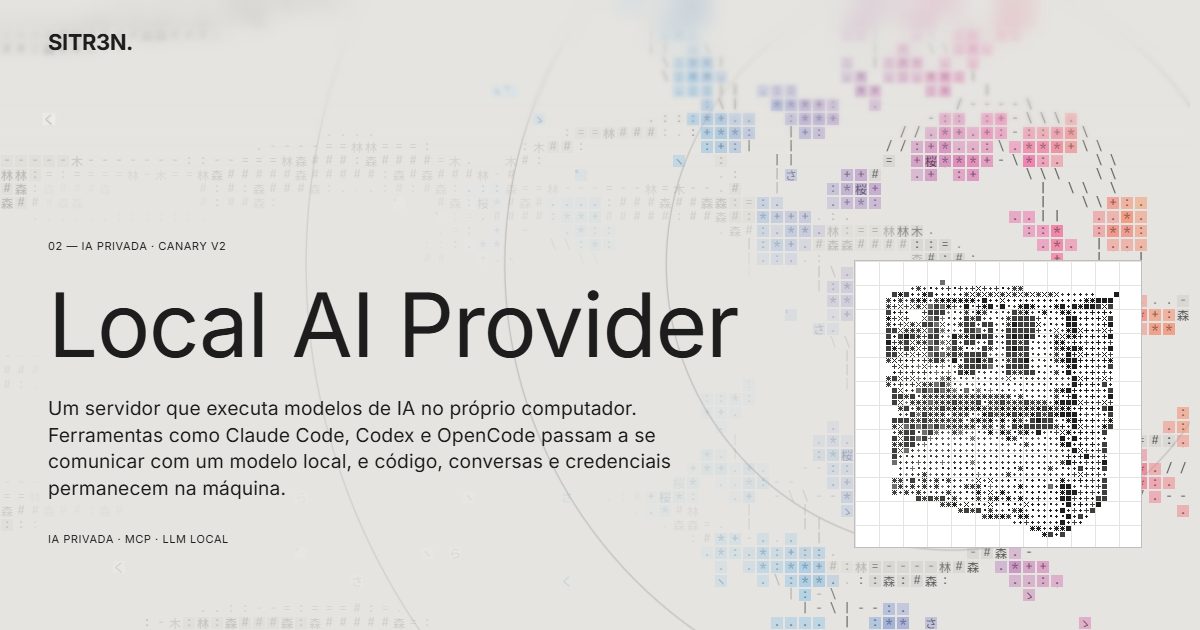 SITR3N.
02 — IA PRIVADA · CANARY V2
Local AI Provider
Um servidor que executa modelos de IA no próprio computador.
Ferramentas como Claude Code, Codex e OpenCode passam a se
comunicar com um modelo local, e código, conversas e credenciais
permanecem na máquina.
IA PRIVADA · MCP · LLM LOCAL